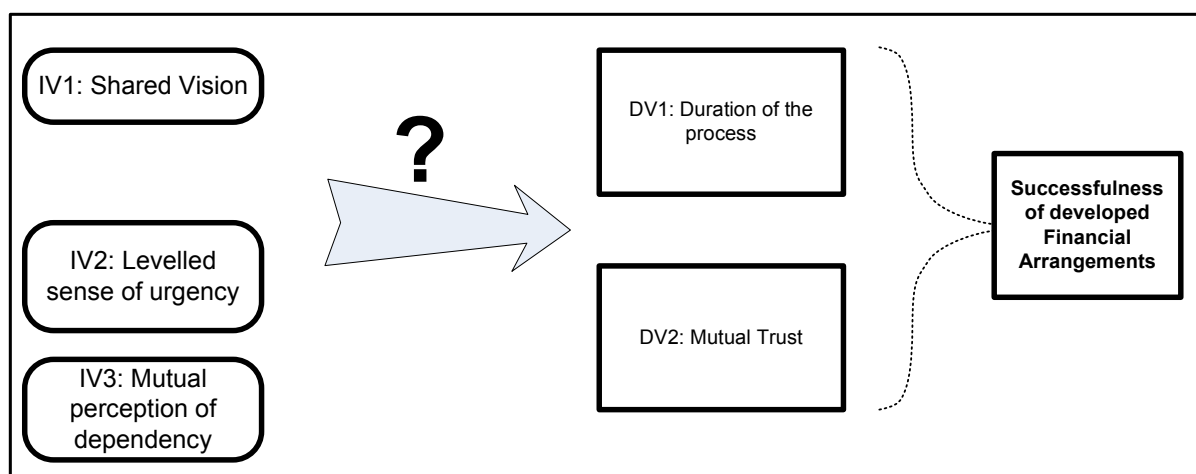 IV1: Shared Vision
IV2: Levelled
sense of urgency
IV3: Mutual
perception of
dependency
?
DV1: Duration of the
process
DV2: Mutual Trust
Successfulness
of developed
Financial
Arrangements